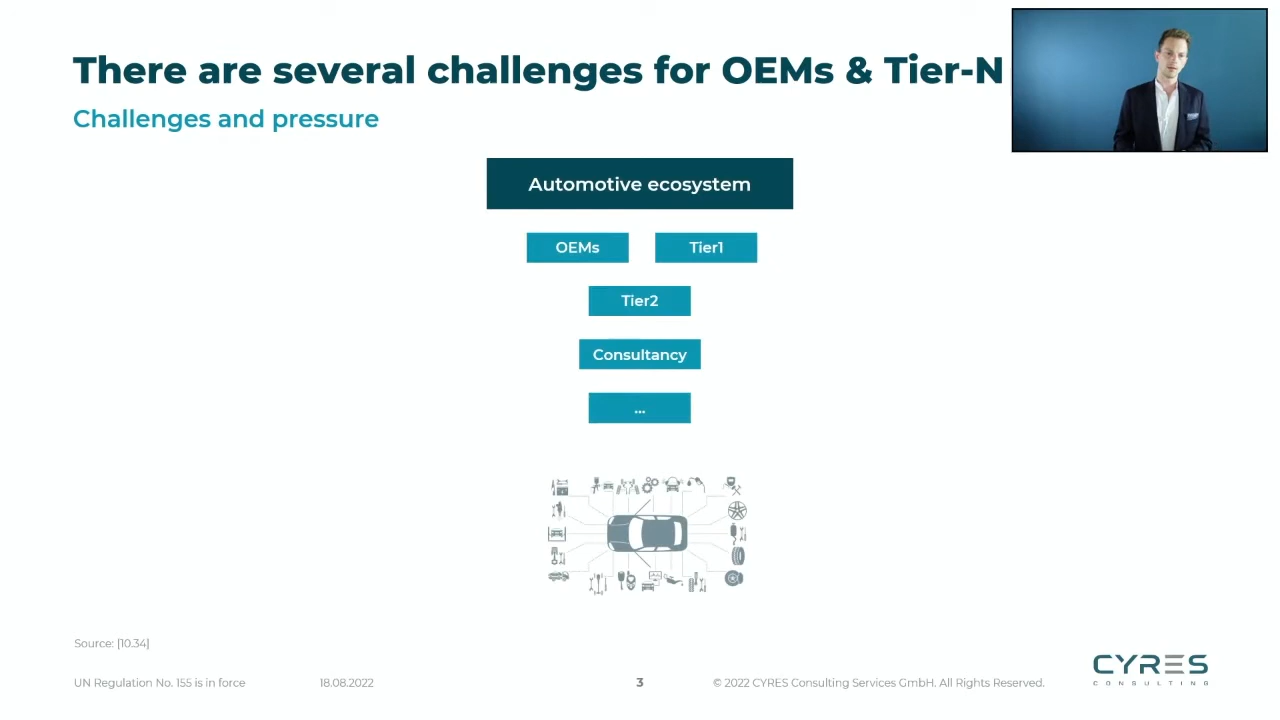 There are several challenges for OEMs & Tier-N
Challenges and pressure
Automotive ecosystem
OEMs Tier1
Tier2
Consultancy
...
Source: [10.34]
UN Regulation No. 155 is in force 18.08.2022 3 © 2022 CYRES Consulting Services GmbH. All Rights Reserved.
CYRES
CONSULTING